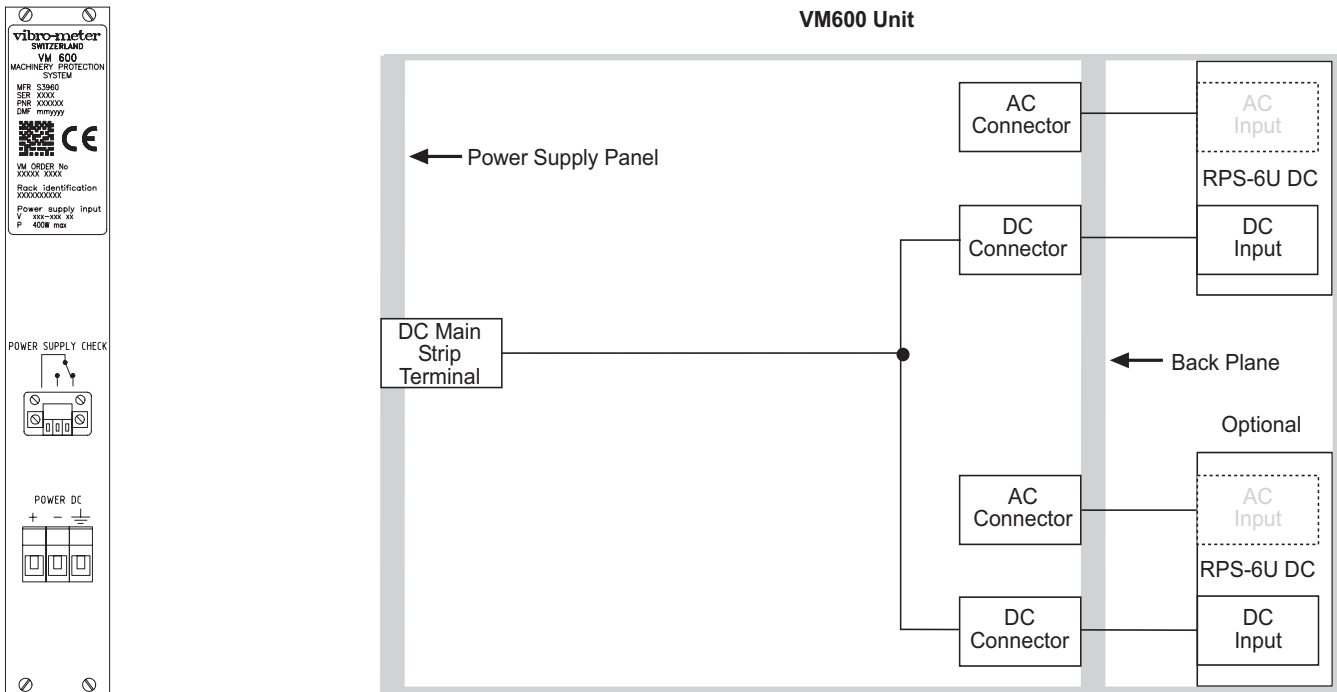 vibro-meter
SWITZERLAND
VM 600
MACHINERY PROTECTION
SYSTEM
MFR S3960
SER XXXX
PNR XXXXXX
DMF mmyyyy
CE
VM ORDER No
XXXXX XXXX
Rack identification
XXXXXXXXXX
Power supply input
V xxx-xxx xx
P 400W max
POWER SUPPLY CHECK
POWER DC
+ -
VM600 Unit
Power Supply Panel
DC Main
Strip
Terminal
AC
Connector
DC
Connector
AC
Input
RPS-6U DC
DC
Input
Back Plane
Optional
AC
Connector
DC
Connector
AC
Input
RPS-6U DC
DC
Input